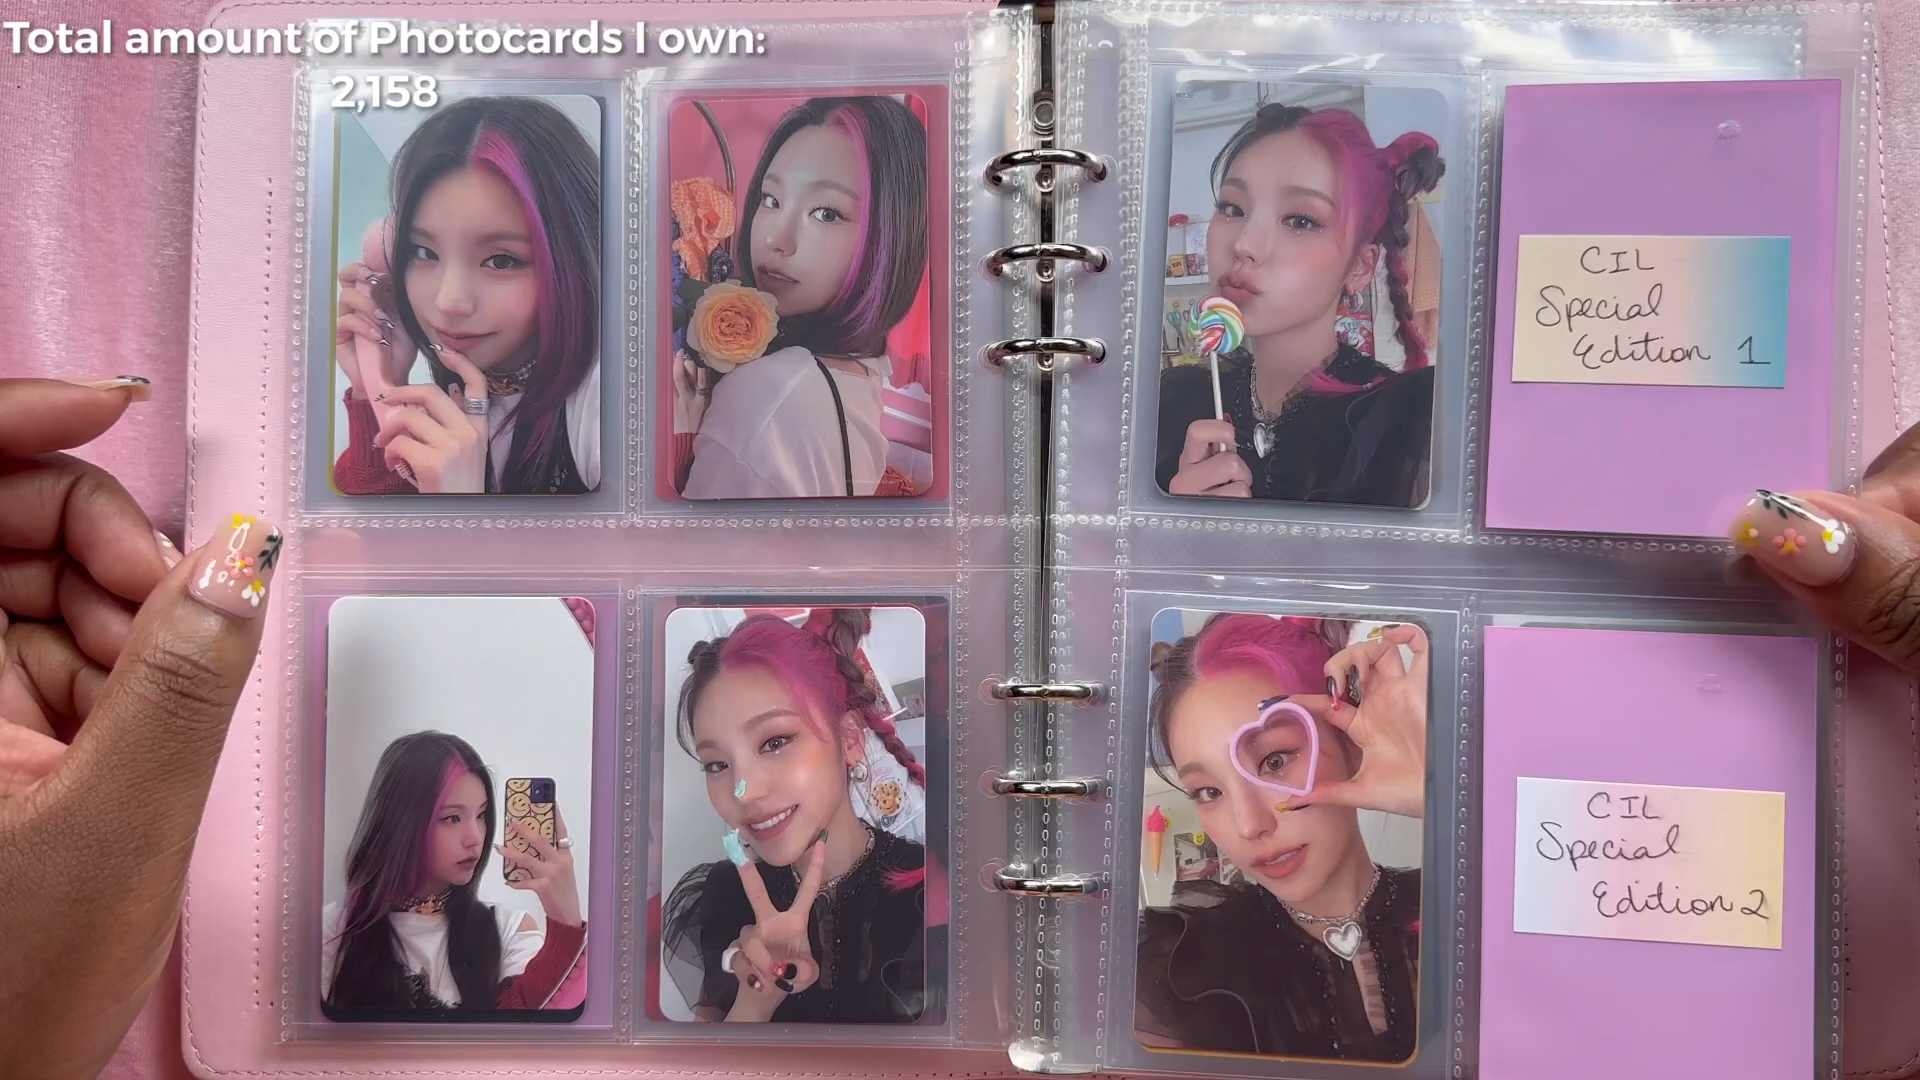 Total amount of Photocards I own:
2,158
CIL
Special
Edition 1
CIL
Special
Edition 2